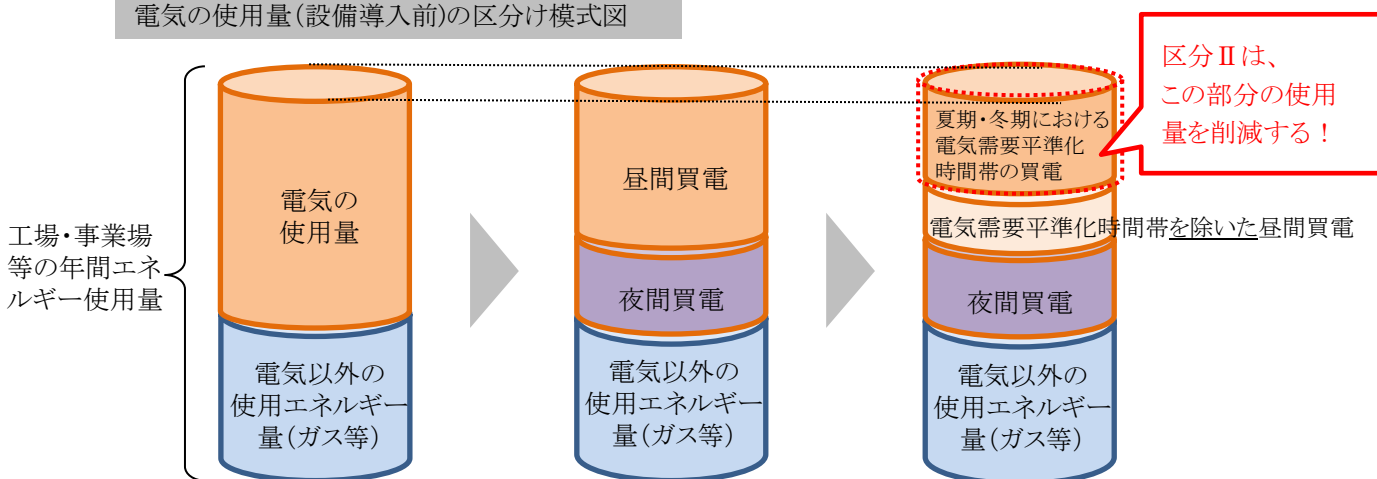 電気の使用量(設備導入前)の区分け模式図
区分Ⅱは、
この部分の使用
量を削減する！
工場・事業場
等の年間エネ
ルギー使用量
電気の
使用量
電気以外の
使用エネルギー
量(ガス等)
昼間買電
夜間買電
電気以外の
使用エネルギー
量(ガス等)
夏期・冬期における
電気需要平準化
時間帯の買電
電気需要平準化時間帯を除いた昼間買電
夜間買電
電気以外の
使用エネルギー
量(ガス等)